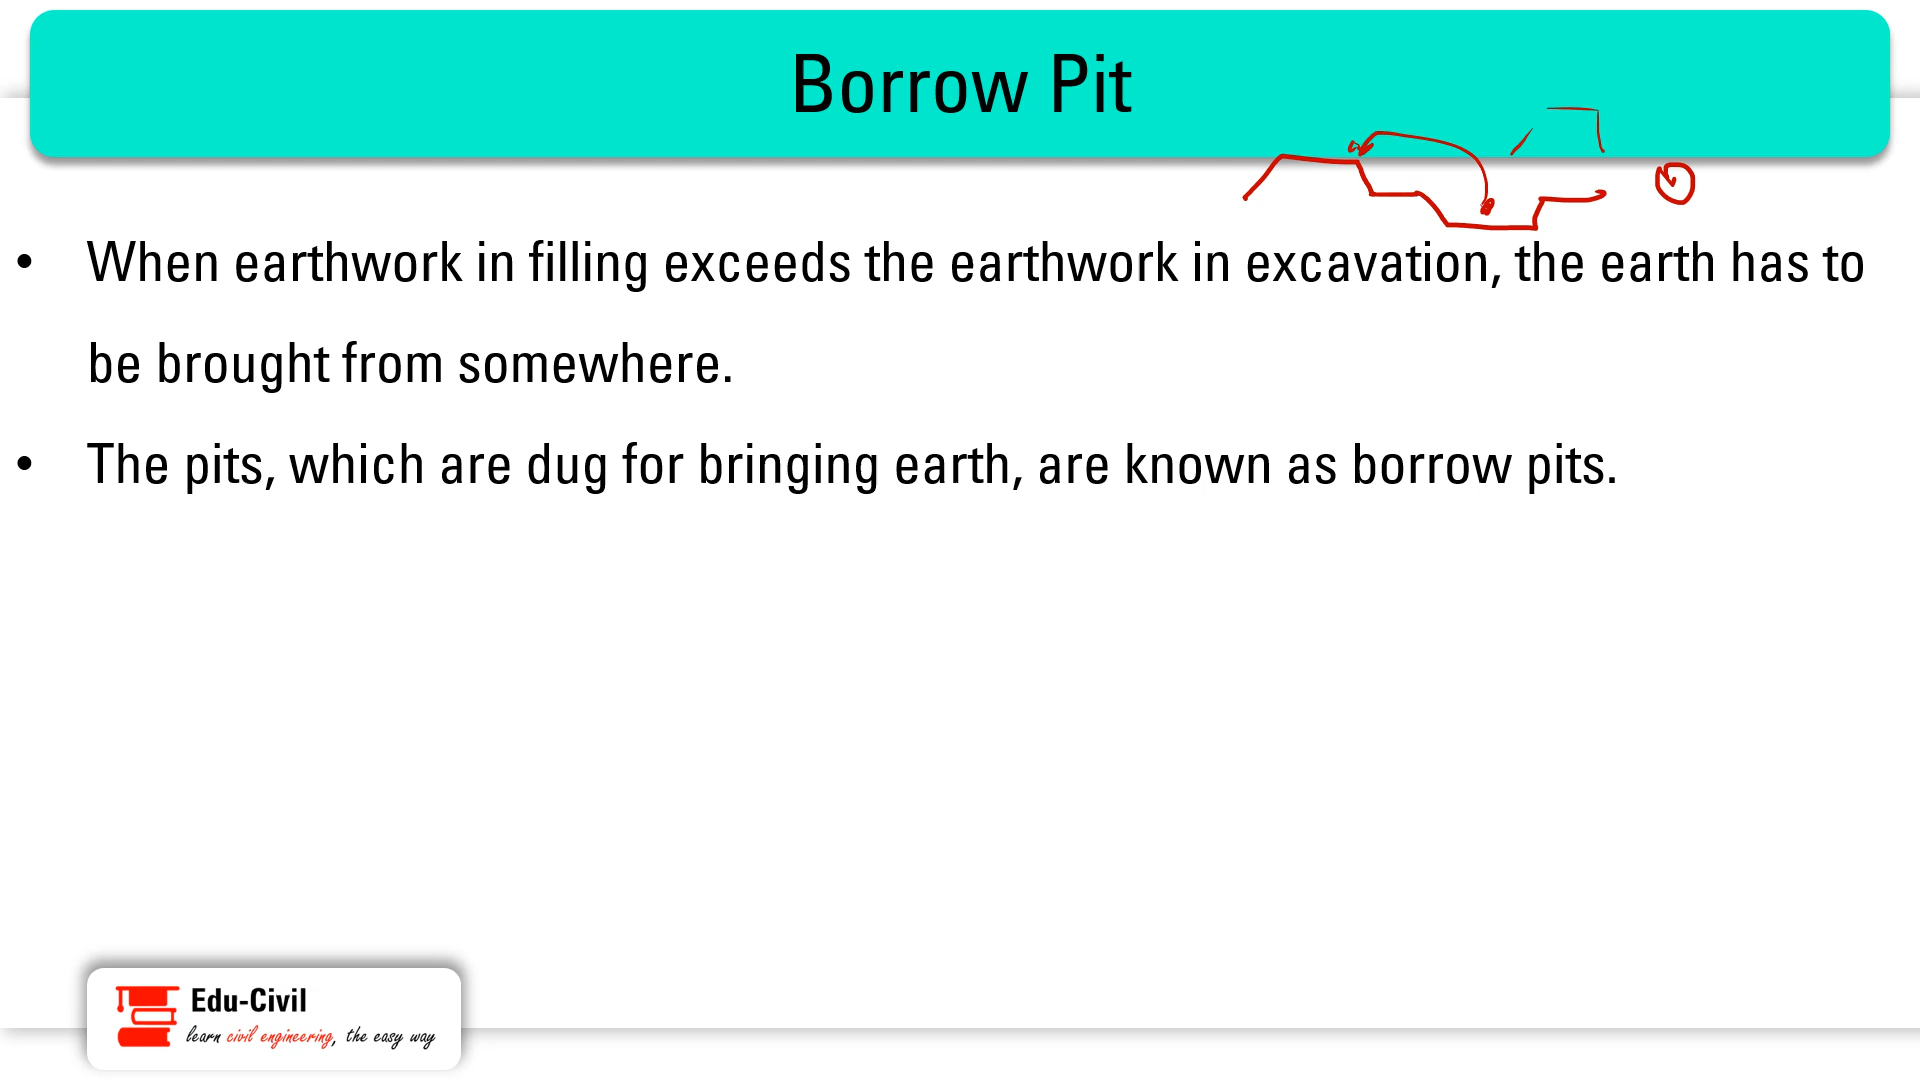 Borrow Pit
• When earthwork in filling exceeds the earthwork in excavation, the earth has to
be brought from somewhere.
• The pits, which are dug for bringing earth, are known as borrow pits.
Edu-Civil
learn civil engineering, the easy way